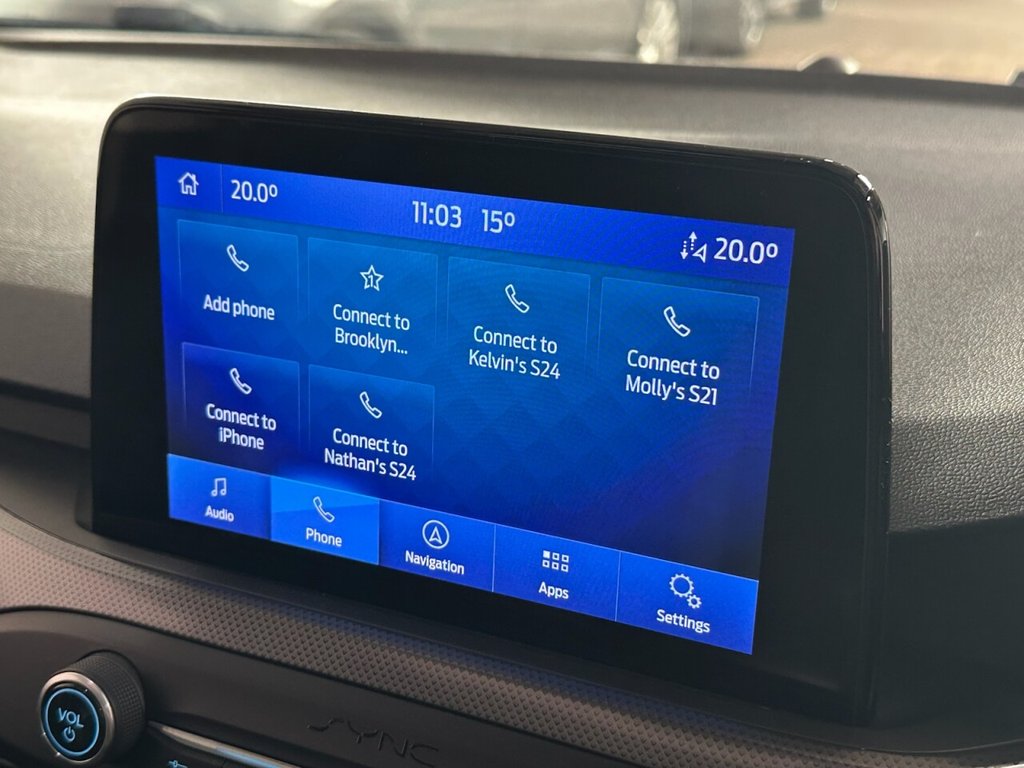 20.0°
11:03 15°
20.0°
Add phone
1
Connect to
Brooklyn...
Connect to
Kelvin's S24
Connect to
Molly's S21
Connect to
iPhone
Connect to
Nathan's S24
Audio
Phone
Navigation
Apps
Settings
VOL
SYNC